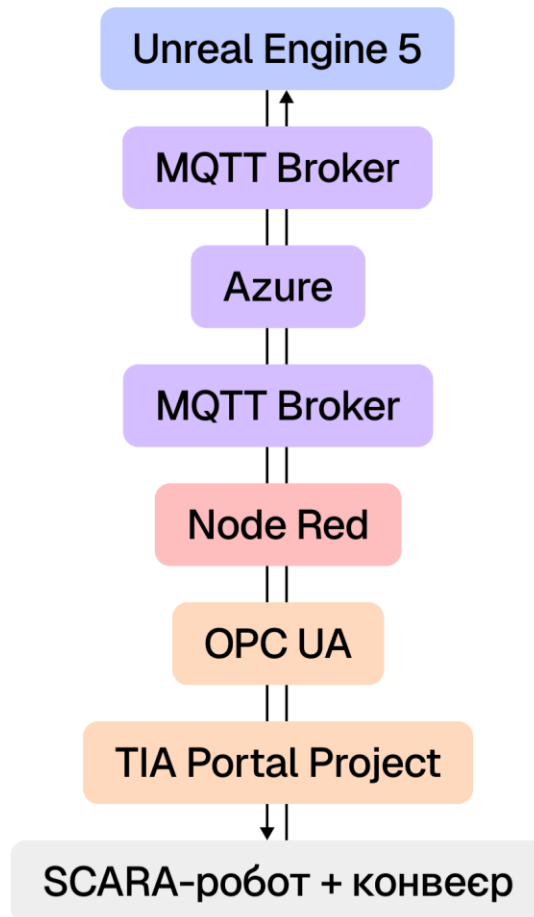 Unreal Engine 5
MQTT Broker
Azure
MQTT Broker
Node Red
OPC UA
TIA Portal Project
SCARA-робот + конвеєр